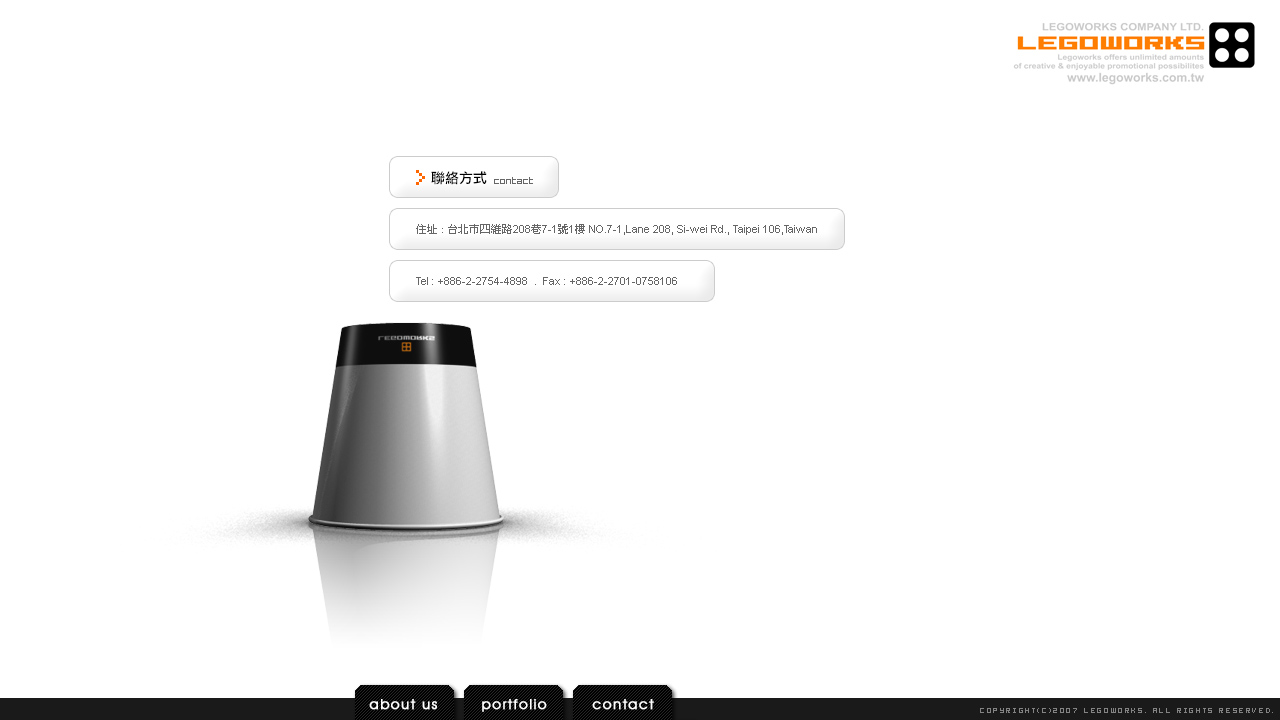 LEGOWORKS COMPANY LTD.
LEGOWORKS
Legoworks offers unlimited amounts
of creative & enjoyable promotional possibilites
www.legoworks.com.tw
聯絡方式 contact
住址 : 台北市四維路208巷7-1號1樓 NO.7-1,Lane 208, Si-wei Rd., Taipei 106,Taiwan
Tel : +886-2-2754-4898 . Fax : +886-2-2701-0758106
LEGOWORKS
about us
portfolio
contact
COPYRIGHT(C)2007 LEGOWORKS. ALL RIGHTS RESERVED.